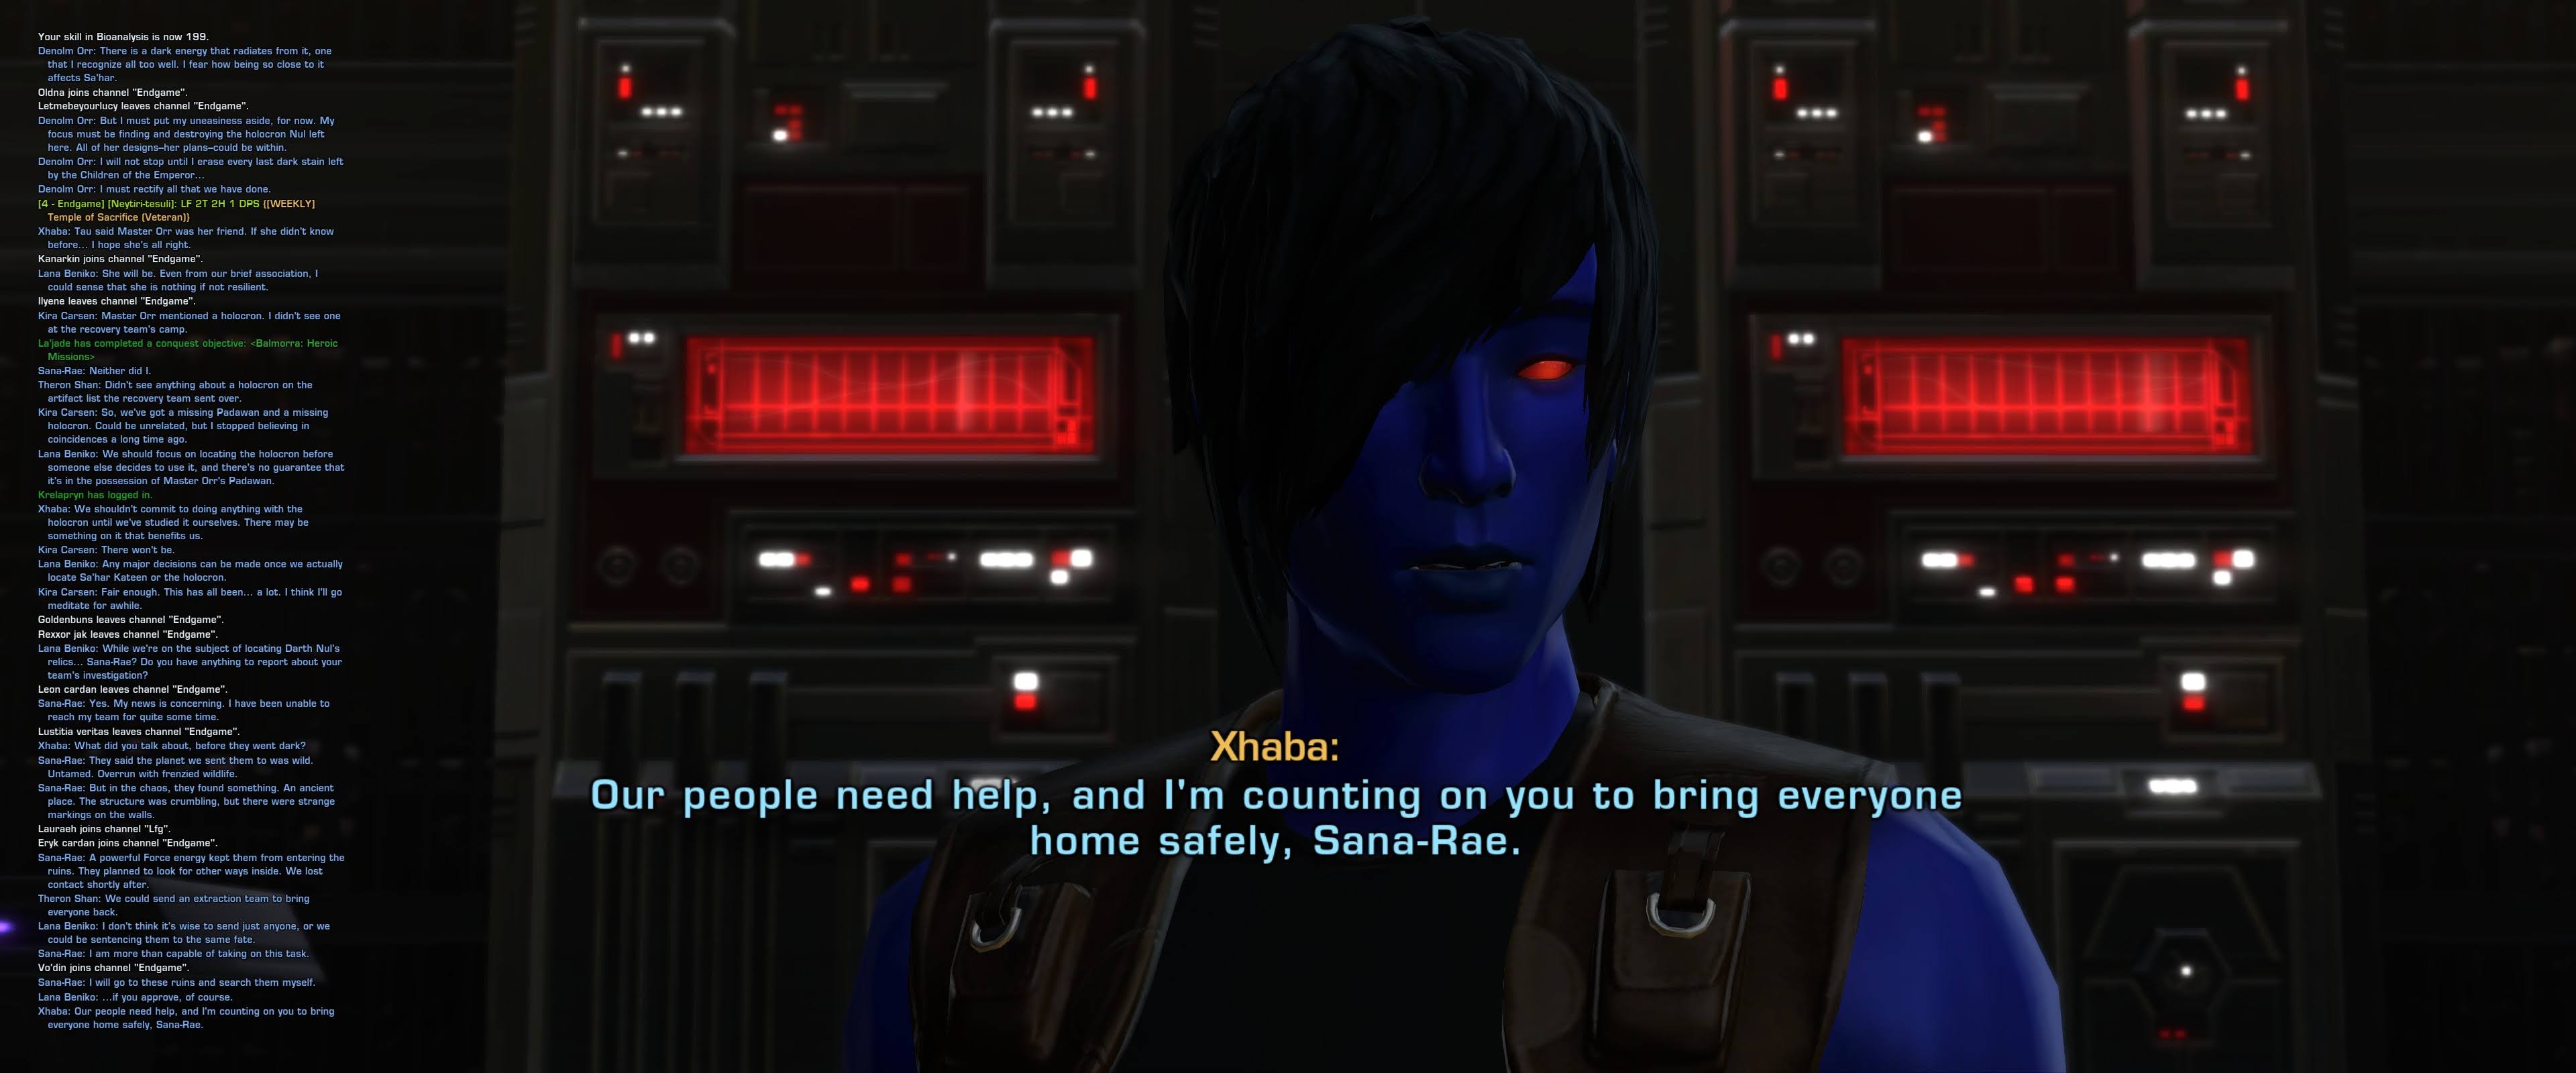 Your skill in Bioanalysis is now 199.
Denolm Orr: There is a dark energy that radiates from it, one
that I recognize all too well. I fear how being so close to it
affects Sa'har.
Oldna joins channel "Endgame".
Letmebeyourlucy leaves channel "Endgame".
Denolm Orr: But I must put my uneasiness aside, for now. My
focus must be finding and destroying the holocron Nul left
here. All of her designs—her plans—could be within.
Denolm Orr: I will not stop until I erase every last dark stain left
by the Children of the Emperor...
Denolm Orr: I must rectify all that we have done.
[4 - Endgame] [Neytiri-tesuli]: LF 2T 2H 1 DPS {[WEEKLY]
Temple of Sacrifice (Veteran)}
Xhaba: Tau said Master Orr was her friend. If she didn't know
before... I hope she's all right.
Kanarkin joins channel "Endgame".
Lana Beniko: She will be. Even from our brief association, I
could sense that she is nothing if not resilient.
Ilyene leaves channel "Endgame".
Kira Carsen: Master Orr mentioned a holocron. I didn't see one
at the recovery team's camp.
La'jade has completed a conquest objective: <Balmorra: Heroic
Missions>
Sana-Rae: Neither did I.
Theron Shan: Didn't see anything about a holocron on the
artifact list the recovery team sent over.
Kira Carsen: So, we've got a missing Padawan and a missing
holocron. Could be unrelated, but I stopped believing in
coincidences a long time ago.
Lana Beniko: We should focus on locating the holocron before
someone else decides to use it, and there's no guarantee that
it's in the possession of Master Orr's Padawan.
Krelapryn has logged in.
Xhaba: We shouldn't commit to doing anything with the
holocron until we've studied it ourselves. There may be
something on it that benefits us.
Kira Carsen: There won't be.
Lana Beniko: Any major decisions can be made once we actually
locate Sa'har Kateen or the holocron.
Kira Carsen: Fair enough. This has all been... a lot. I think I'll go
meditate for awhile.
Goldenbuns leaves channel "Endgame".
Rexxor jak leaves channel "Endgame".
Lana Beniko: While we're on the subject of locating Darth Nul's
relics... Sana-Rae? Do you have anything to report about your
team's investigation?
Leon cardan leaves channel "Endgame".
Sana-Rae: Yes. My news is concerning. I have been unable to
reach my team for quite some time.
Lustitia veritas leaves channel "Endgame".
Xhaba: What did you talk about, before they went dark?
Sana-Rae: They said the planet we sent them to was wild.
Untamed. Overrun with frenzied wildlife.
Sana-Rae: But in the chaos, they found something. An ancient
place. The structure was crumbling, but there were strange
markings on the walls.
Lauraeh joins channel "Lfg".
Eryk cardan joins channel "Endgame".
Sana-Rae: A powerful Force energy kept them from entering the
ruins. They planned to look for other ways inside. We lost
contact shortly after.
Theron Shan: We could send an extraction team to bring
everyone back.
Lana Beniko: I don't think it's wise to send just anyone, or we
could be sentencing them to the same fate.
Sana-Rae: I am more than capable of taking on this task.
Vo'din joins channel "Endgame".
Sana-Rae: I will go to these ruins and search them myself.
Lana Beniko: ...if you approve, of course.
Xhaba: Our people need help, and I'm counting on you to bring
everyone home safely, Sana-Rae.
Xhaba:
Our people need help, and I'm counting on you to bring everyone
home safely, Sana-Rae.